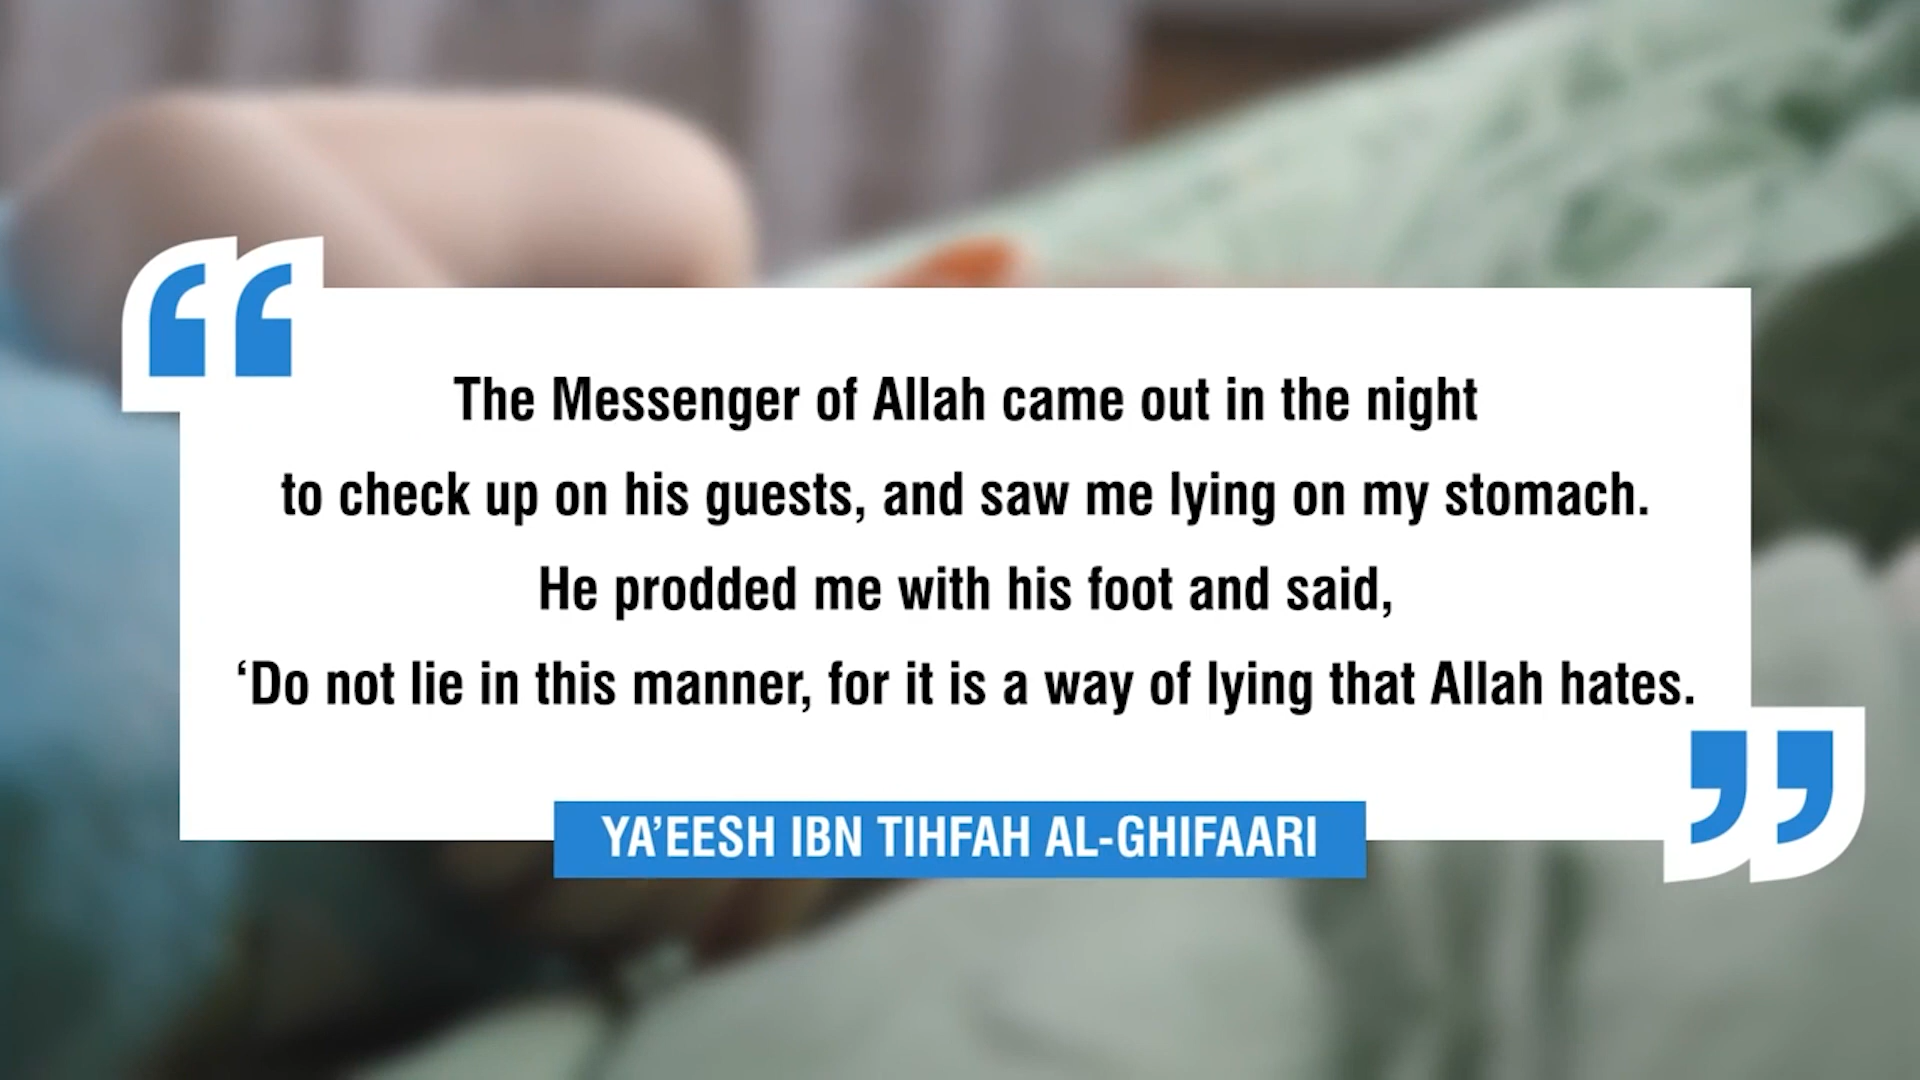 “
The Messenger of Allah came out in the night
to check up on his guests, and saw me lying on my stomach.
He prodded me with his foot and said,
‘Do not lie in this manner, for it is a way of lying that Allah hates.
”
YA’EESH IBN TIHFAH AL-GHIFAARI